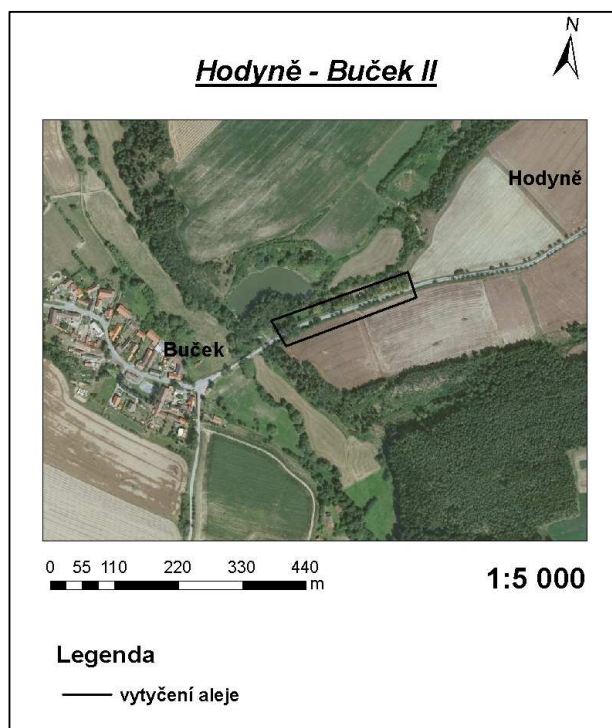 N
Hodyně - Buček II
Hodyně
Buček
0 55 110 220 330 440
m
1:5 000
Legenda
vytyčení aleje